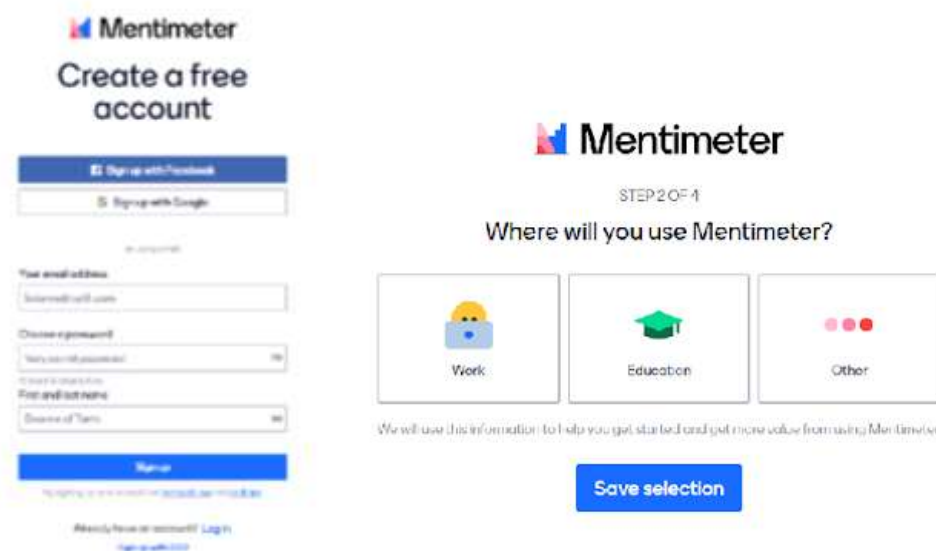 Mentimeter
Create a free
account
Sign up with Facebook
Sign up with Google
Your email address
Choose a password
First and last name
Sign up
Already have an account? Log in
Mentimeter
STEP 2 OF 4
Where will you use Mentimeter?
Work
Education
Other
We will use this information to help you get started and get more value from using Mentimeter
Save selection